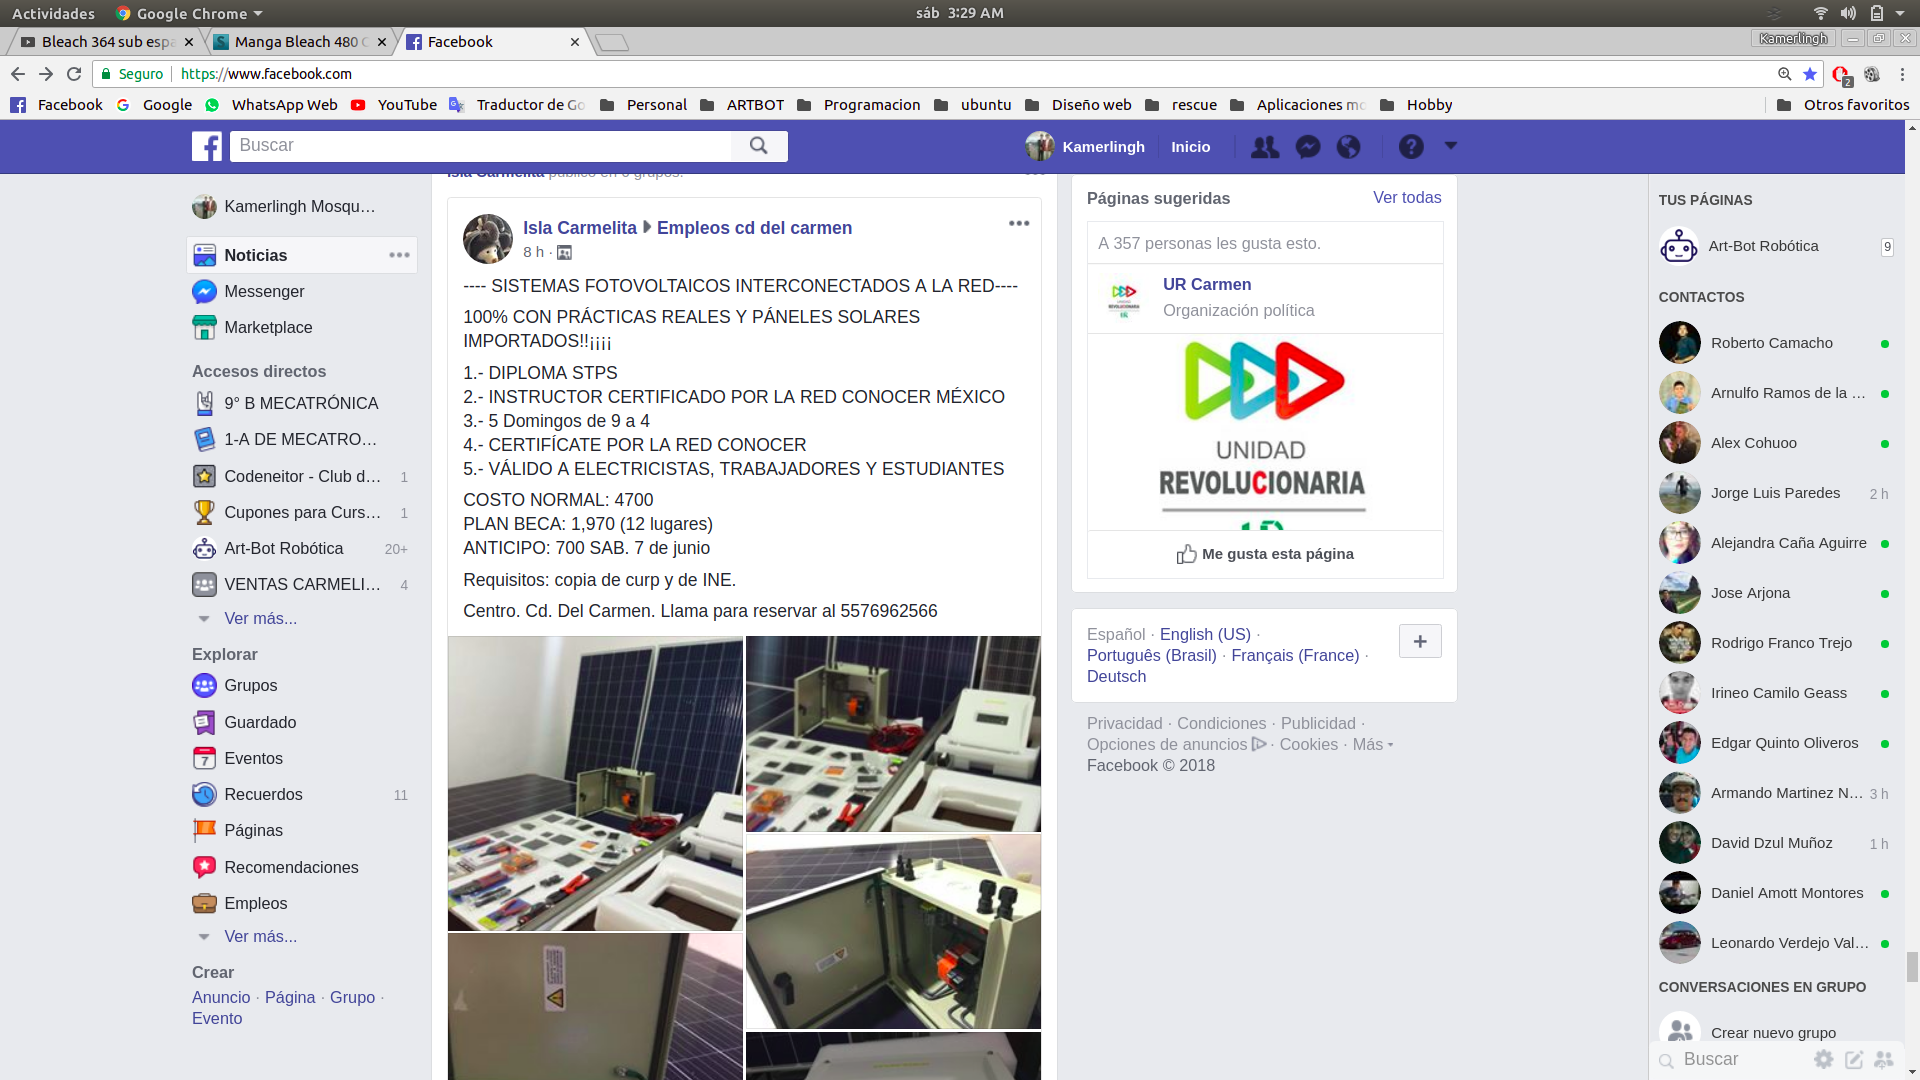 Actividades
Google Chrome
sáb 3:29 AM
Bleach 364 sub espa
Manga Bleach 480
Facebook
Kamerlingh
Seguro
https://www.facebook.com
2
Facebook
Google
WhatsApp Web
YouTube
Traductor de Go
Personal
ARTBOT
Programacion
ubuntu
Diseño web
rescue
Aplicaciones mo
Hobby
Otros favoritos
Buscar
Kamerlingh
Inicio
Kamerlingh Mosqu…
Noticias
Messenger
Marketplace
Accesos directos
9° B MECATRÓNICA
1-A DE MECATRO…
Codeneitor - Club d… 1
Cupones para Curs… 1
Art-Bot Robótica 20+
VENTAS CARMELI… 4
Ver más...
Explorar
Grupos
Guardado
7
Eventos
Recuerdos 11
Páginas
Recomendaciones
Empleos
Ver más...
Crear
Anuncio · Página · Grupo ·
Evento
Isla Carmelita publicó en 6 grupos.
Isla Carmelita
Empleos cd del carmen
8 h ·
---- SISTEMAS FOTOVOLTAICOS INTERCONECTADOS A LA RED----
100% CON PRÁCTICAS REALES Y PÁNELES SOLARES
IMPORTADOS!!¡¡¡¡
1.- DIPLOMA STPS
2.- INSTRUCTOR CERTIFICADO POR LA RED CONOCER MÉXICO
3.- 5 Domingos de 9 a 4
4.- CERTIFÍCATE POR LA RED CONOCER
5.- VÁLIDO A ELECTRICISTAS, TRABAJADORES Y ESTUDIANTES
COSTO NORMAL: 4700
PLAN BECA: 1,970 (12 lugares)
ANTICIPO: 700 SAB. 7 de junio
Requisitos: copia de curp y de INE.
Centro. Cd. Del Carmen. Llama para reservar al 5576962566
Páginas sugeridas
Ver todas
A 357 personas les gusta esto.
UR Carmen
Organización política
REVOLUCIONARIA
UNIDAD
REVOLUCIONARIA
Me gusta esta página
Español · English (US) ·
Português (Brasil) · Français (France) ·
Deutsch
Privacidad · Condiciones · Publicidad ·
Opciones de anuncios · Cookies · Más
Facebook © 2018
TUS PÁGINAS
Art-Bot Robótica 9
CONTACTOS
Roberto Camacho
Arnulfo Ramos de la …
Alex Cohuoo
Jorge Luis Paredes 2 h
Alejandra Caña Aguirre
Jose Arjona
Rodrigo Franco Trejo
Irineo Camilo Geass
Edgar Quinto Oliveros
Armando Martinez N… 3 h
David Dzul Muñoz 1 h
Daniel Amott Montores
Leonardo Verdejo Val…
CONVERSACIONES EN GRUPO
Crear nuevo grupo
Buscar